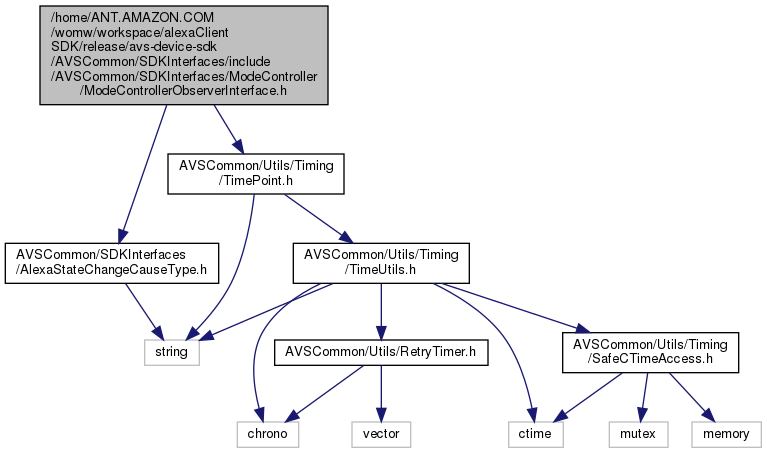 /home/ANT.AMAZON.COM
/womw/workspace/alexaClient
SDK/release/avs-device-sdk
/AVSCommon/SDKInterfaces/include
/AVSCommon/SDKInterfaces/ModeController
/ModeControllerObserverInterface.h
AVSCommon/Utils/Timing
/TimePoint.h
AVSCommon/SDKInterfaces
/AlexaStateChangeCauseType.h
AVSCommon/Utils/Timing
/TimeUtils.h
string
AVSCommon/Utils/RetryTimer.h
AVSCommon/Utils/Timing
/SafeCTimeAccess.h
chrono
vector
ctime
mutex
memory